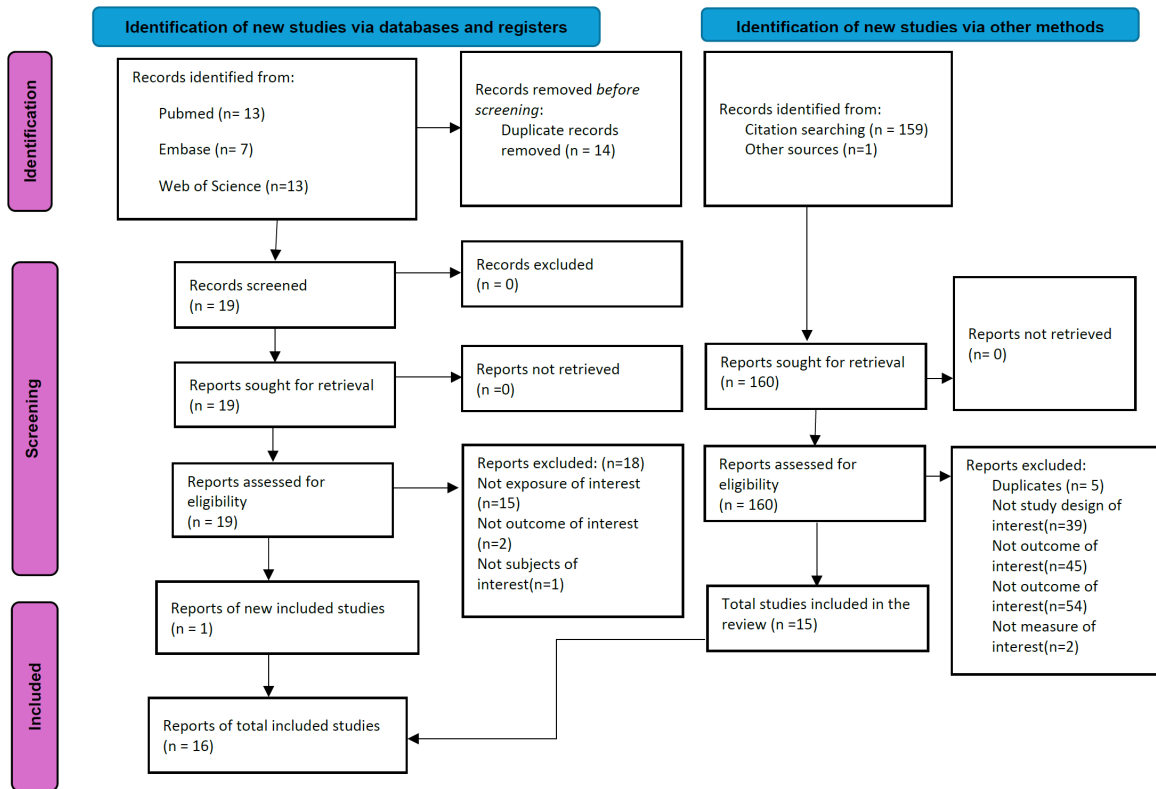 Identification of new studies via databases and registers
Identification of new studies via other methods
Identification
Records identified from:
Pubmed (n= 13)
Embase (n= 7)
Web of Science (n=13)
Records removed before
screening:
Duplicate records
removed (n = 14)
Records identified from:
Citation searching (n = 159)
Other sources (n=1)
Screening
Records screened
(n = 19)
Records excluded
(n = 0)
Reports sought for retrieval
(n = 19)
Reports not retrieved
(n =0)
Reports sought for retrieval
(n = 160)
Reports not retrieved
(n= 0)
Reports assessed for
eligibility
(n = 19)
Reports excluded: (n=18)
Not exposure of interest
(n=15)
Not outcome of interest
(n=2)
Not subjects of
interest(n=1)
Reports assessed for
eligibility
(n = 160)
Reports excluded:
Duplicates (n= 5)
Not study design of
interest(n=39)
Not outcome of
interest(n=45)
Not outcome of
interest(n=54)
Not measure of
interest(n=2)
Included
Reports of new included studies
(n = 1)
Total studies included in the
review (n =15)
Reports of total included studies
(n = 16)